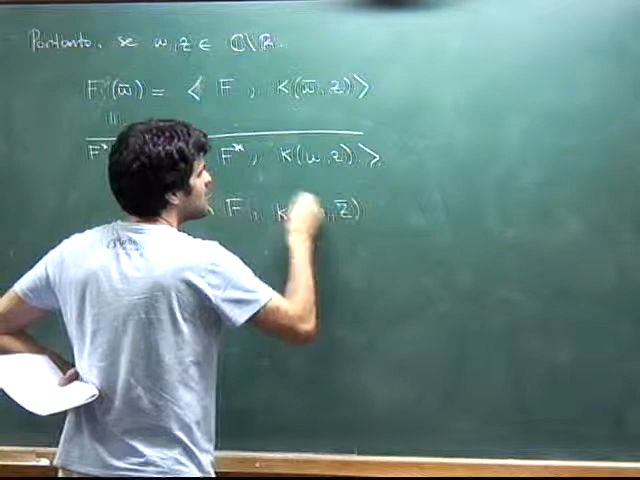 Portanto, se w, z ∈ ℂ\ℝ.
F(w̅) = ⟨ F , K(w̅, z)⟩
F* F* , K(w, z) ⟩
F K z̅)